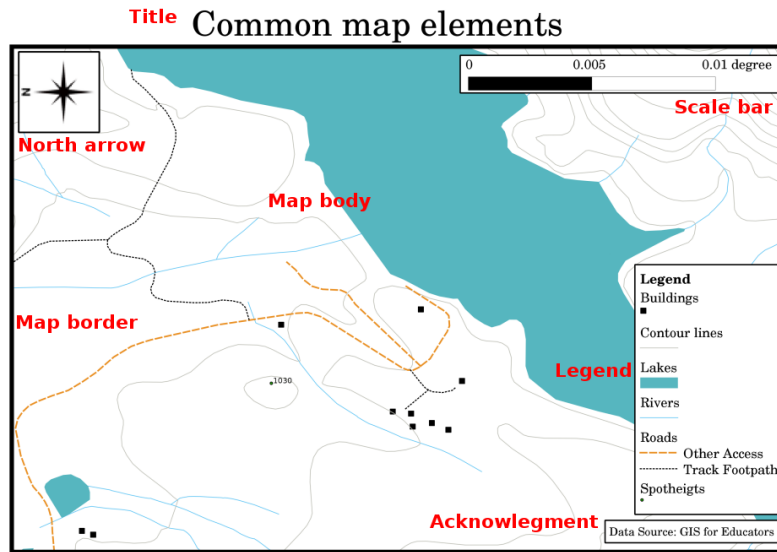 Title Common map elements
0 0.005 0.01 degree
Scale bar
N
North arrow
Map body
Map border
1030
Legend
Legend
Buildings
Contour lines
Lakes
Rivers
Roads
Other Access
Track Footpath
Spotheigts
Acknowlegment
Data Source: GIS for Educators